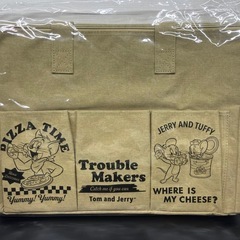 PIZZA TIME
Yummy! Yummy!
Trouble
Makers
Catch me if you can
Tom and Jerry™
JERRY AND TUFFY
WHERE IS
MY CHEESE?